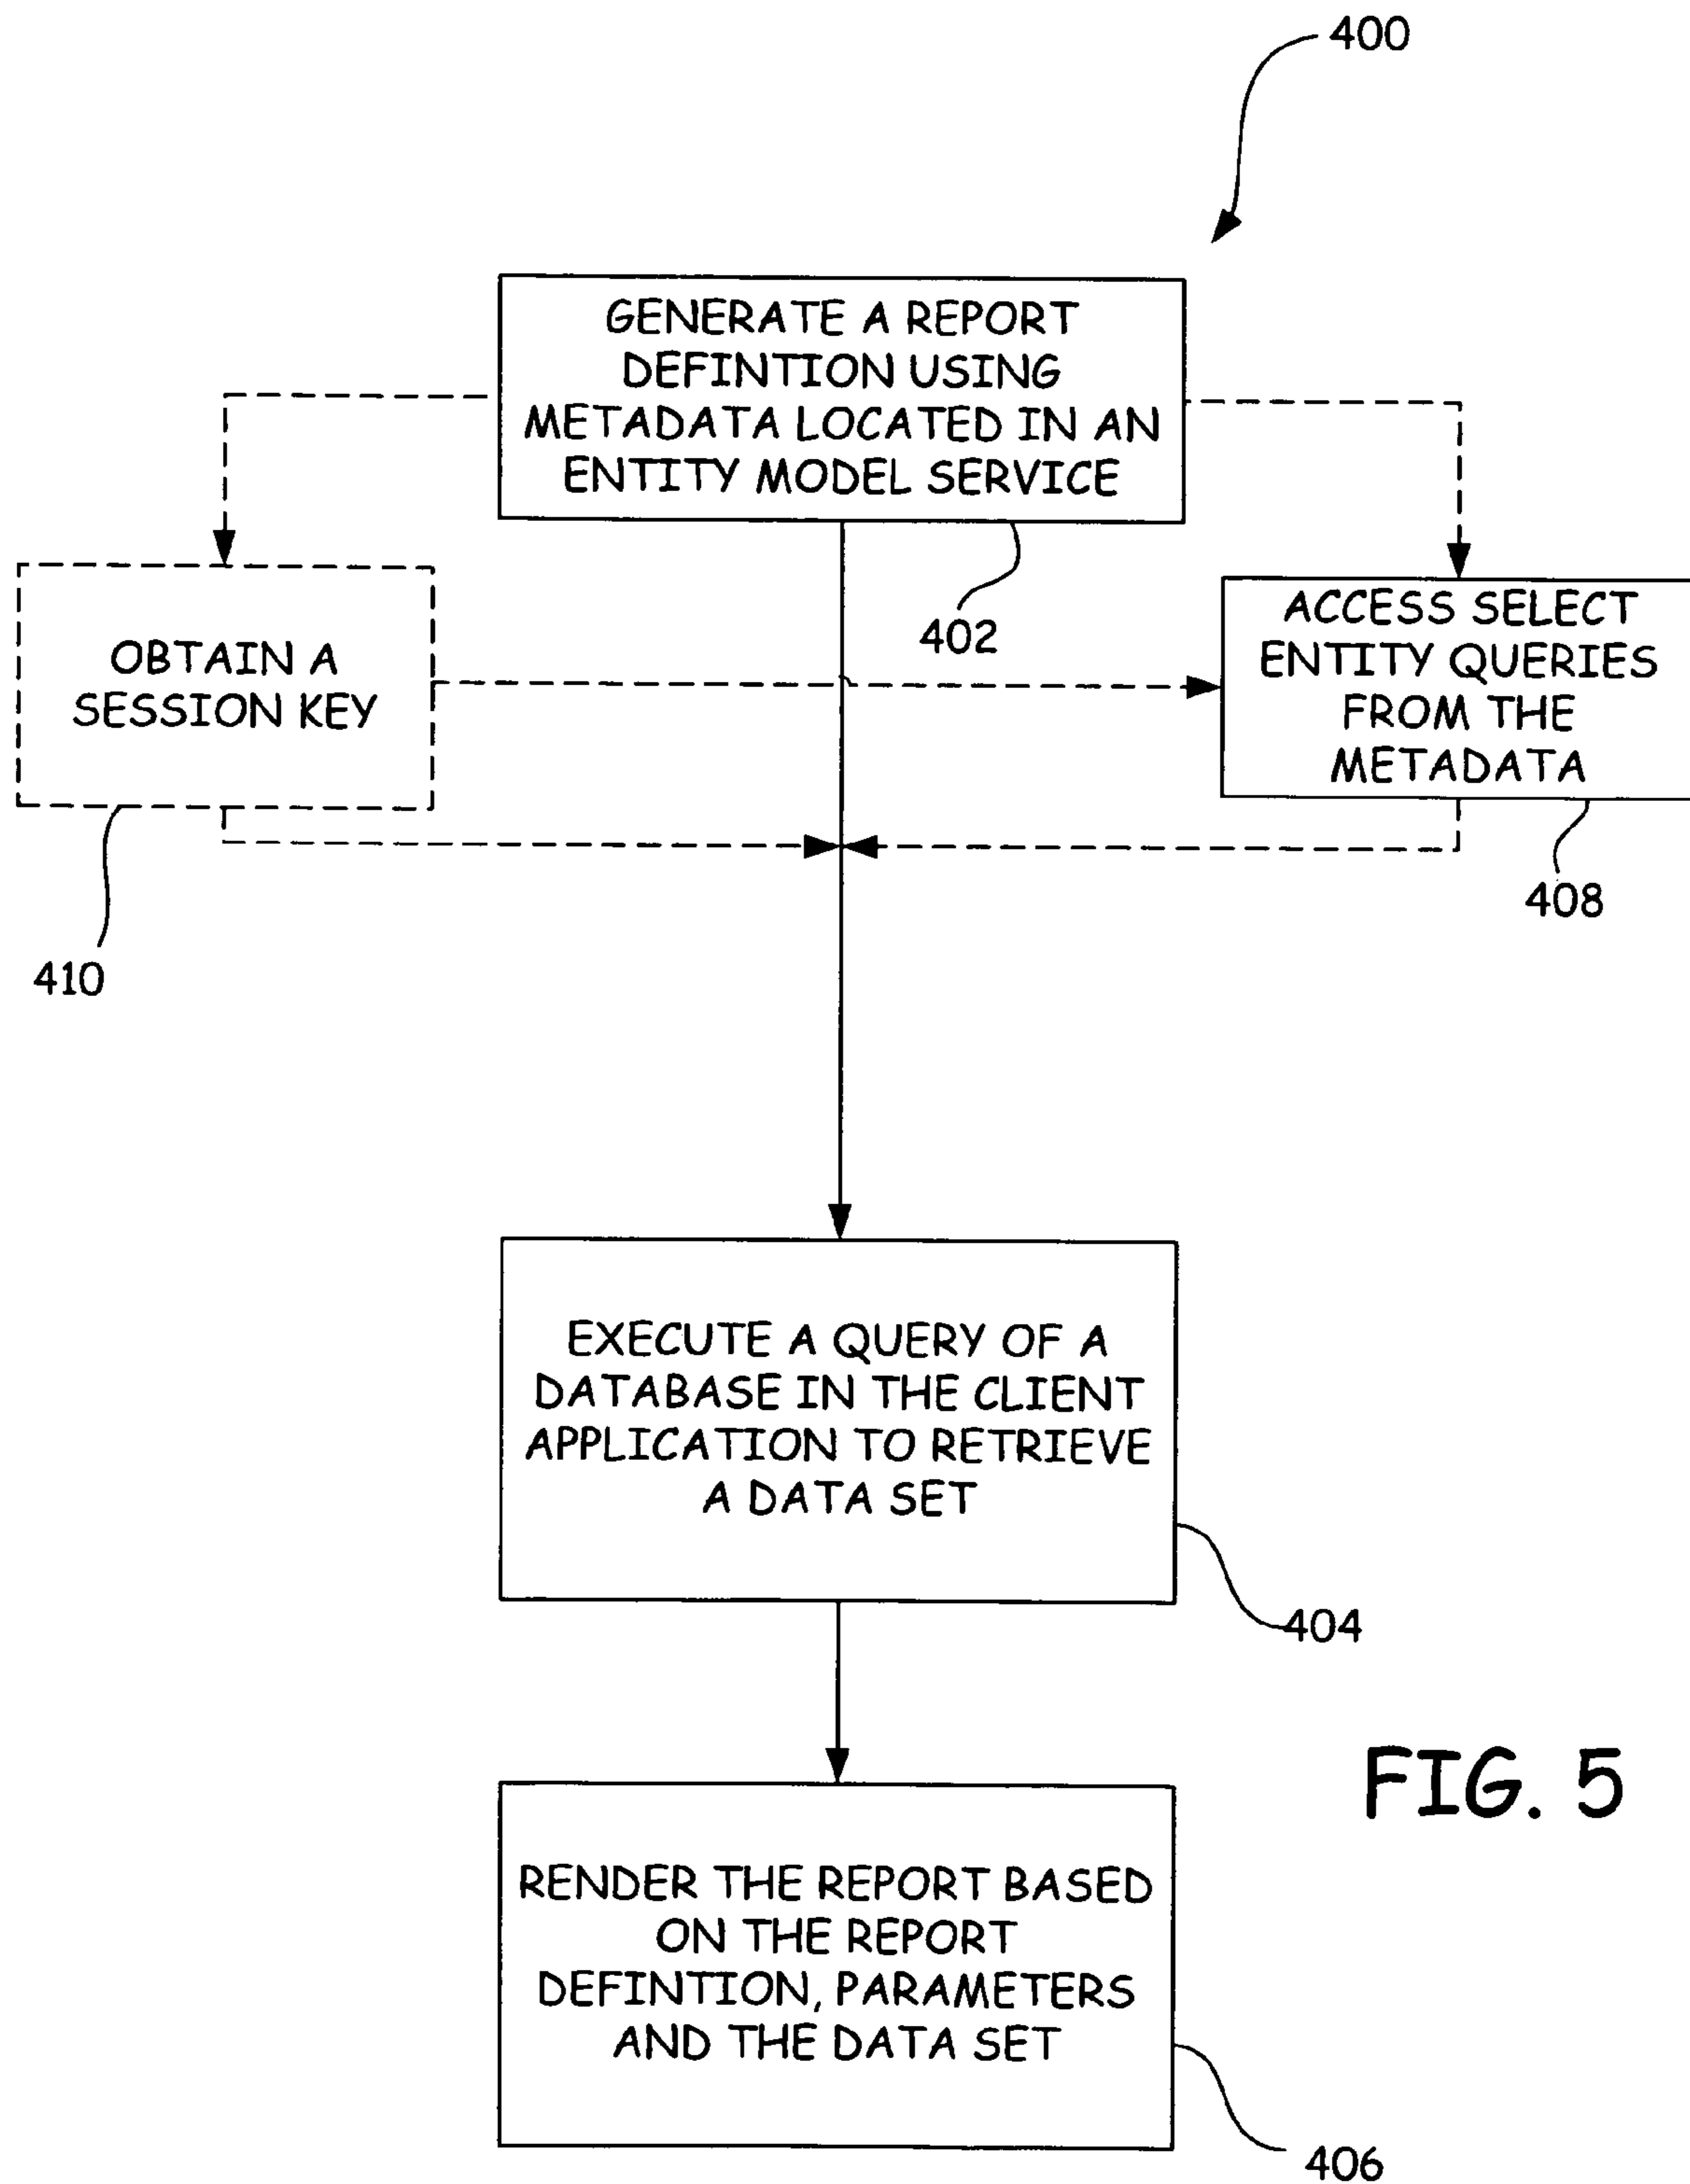 400
GENERATE A REPORT
DEFINTION USING
METADATA LOCATED IN AN
ENTITY MODEL SERVICE
402
OBTAIN A
SESSION KEY
410
ACCESS SELECT
ENTITY QUERIES
FROM THE
METADATA
408
EXECUTE A QUERY OF A
DATABASE IN THE CLIENT
APPLICATION TO RETRIEVE
A DATA SET
404
RENDER THE REPORT BASED
ON THE REPORT
DEFINTION, PARAMETERS
AND THE DATA SET
406
FIG. 5